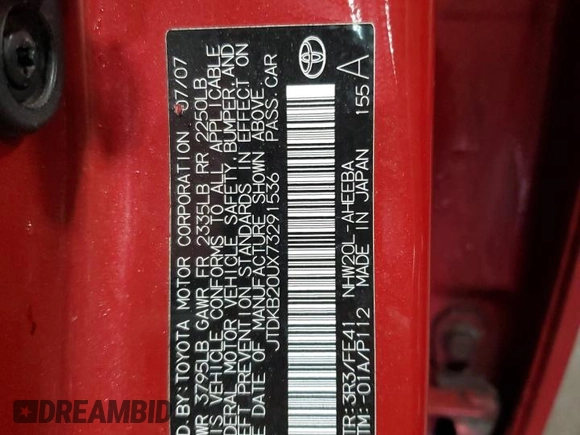 D. BY: TOYOTA MOTOR CORPORATION 07/07
WR 3795LB GAWR FR 2335LB RR 2250LB
IS VEHICLE CONFORMS TO ALL APPLICABLE
DERAL MOTOR VEHICLE SAFETY, BUMPER, AND
EFT PREVENTION STANDARDS IN EFFECT ON
E DATE OF MANUFACTURE SHOWN ABOVE.
JTDKB20UX73291536 PASS. CAR
TR: 3R3/FE41 NHW20L-AHEEBA
TM: 01A/P112 MADE IN JAPAN 155 A
DREAMBID
dreambid.com